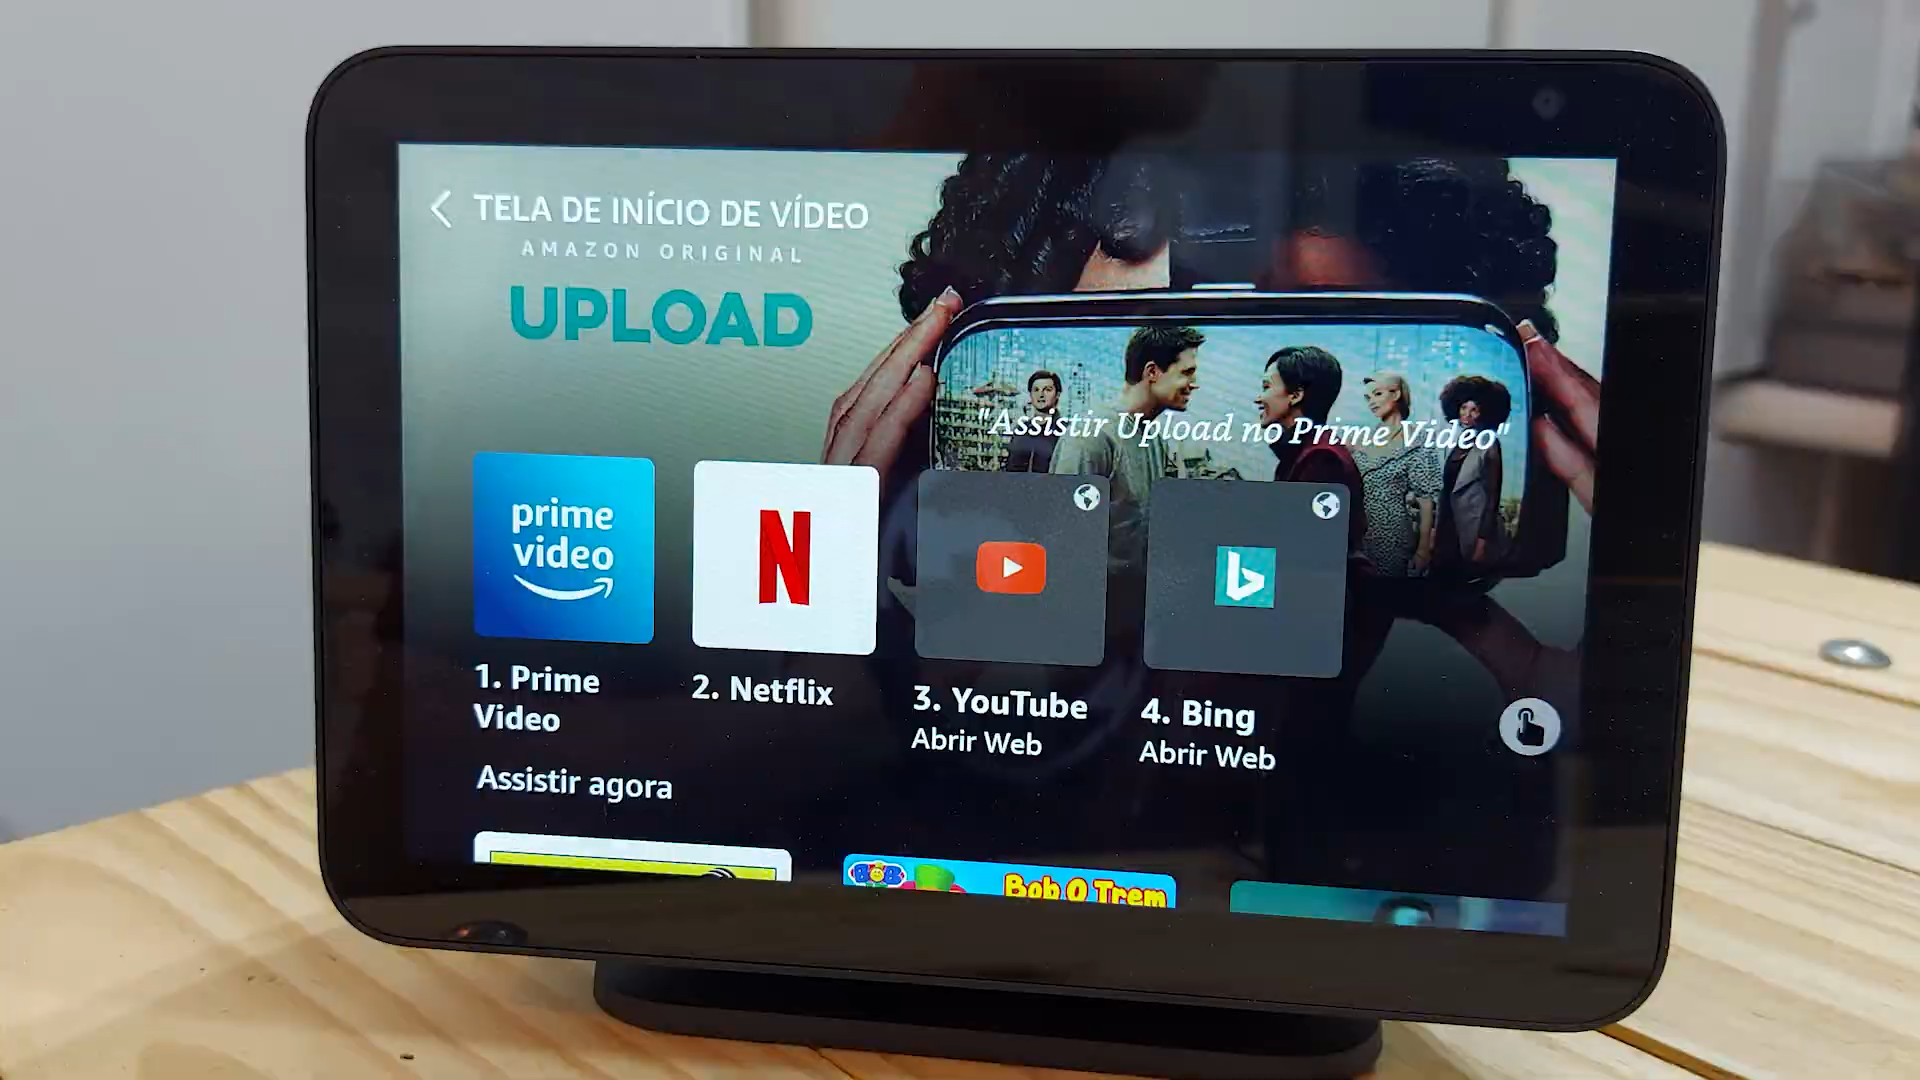 TELA DE INÍCIO DE VÍDEO
AMAZON ORIGINAL
UPLOAD
"Assistir Upload no Prime Video"
prime
video
N
1. Prime
Video
2. Netflix
3. YouTube
Abrir Web
4. Bing
Abrir Web
Assistir agora
BOB
Bob O Trem